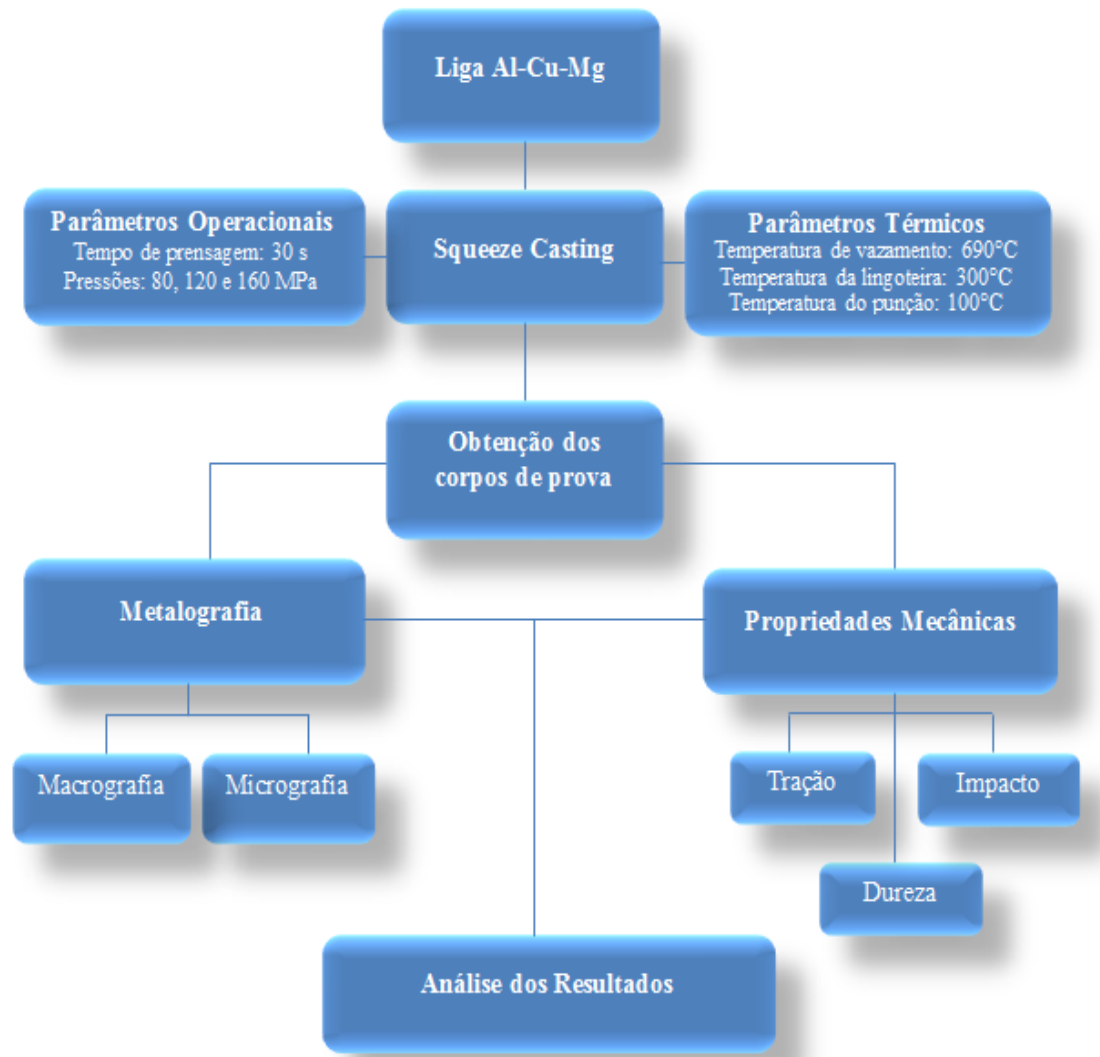 Liga Al-Cu-Mg
Parâmetros Operacionais
Tempo de prensagem: 30 s
Pressões: 80, 120 e 160 MPa
Squeeze Casting
Parâmetros Térmicos
Temperatura de vazamento: 690°C
Temperatura da lingoteira: 300°C
Temperatura do punção: 100°C
Obtenção dos
corpos de prova
Metalografia
Propriedades Mecânicas
Macrografia
Micrografia
Tração
Impacto
Dureza
Análise dos Resultados